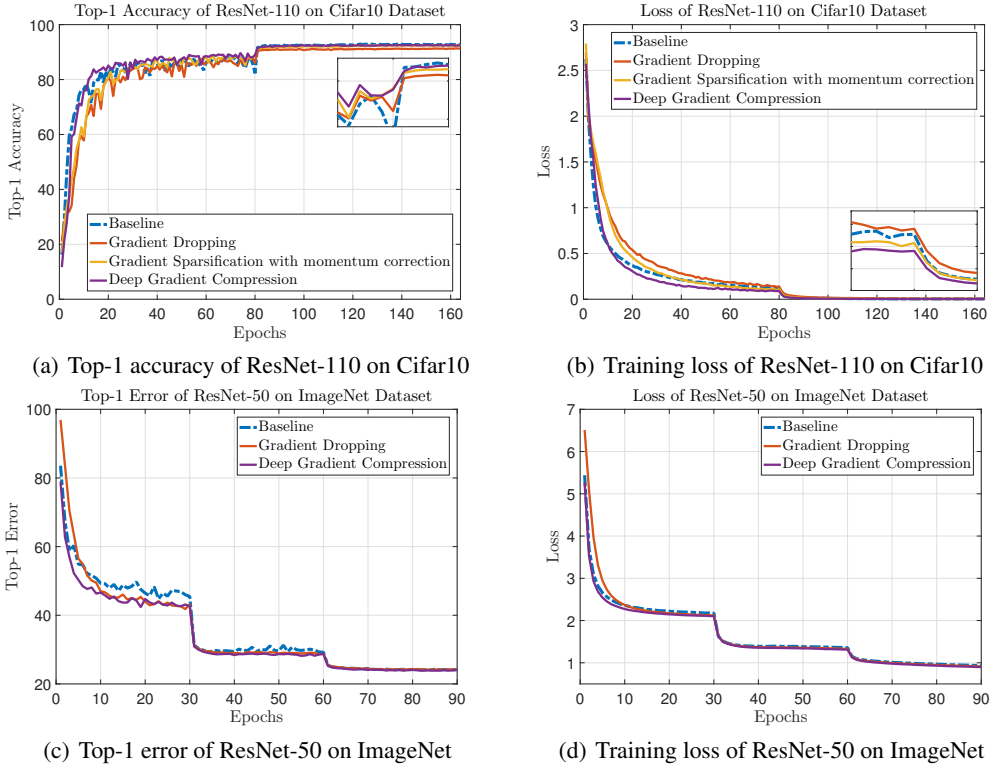 Top-1 Accuracy of ResNet-110 on Cifar10 Dataset
100
80
60
40
20
0
Top-1 Accuracy
Baseline
Gradient Dropping
Gradient Sparsification with momentum correction
Deep Gradient Compression
0 20 40 60 80 100 120 140 160
Epochs
(a) Top-1 accuracy of ResNet-110 on Cifar10
Loss of ResNet-110 on Cifar10 Dataset
3
2.5
2
1.5
1
0.5
0
Loss
Baseline
Gradient Dropping
Gradient Sparsification with momentum correction
Deep Gradient Compression
0 20 40 60 80 100 120 140 160
Epochs
(b) Training loss of ResNet-110 on Cifar10
Top-1 Error of ResNet-50 on ImageNet Dataset
100
80
60
40
20
Top-1 Error
Baseline
Gradient Dropping
Deep Gradient Compression
0 10 20 30 40 50 60 70 80 90
Epochs
(c) Top-1 error of ResNet-50 on ImageNet
Loss of ResNet-50 on ImageNet Dataset
7
6
5
4
3
2
1
Loss
Baseline
Gradient Dropping
Deep Gradient Compression
0 10 20 30 40 50 60 70 80 90
Epochs
(d) Training loss of ResNet-50 on ImageNet